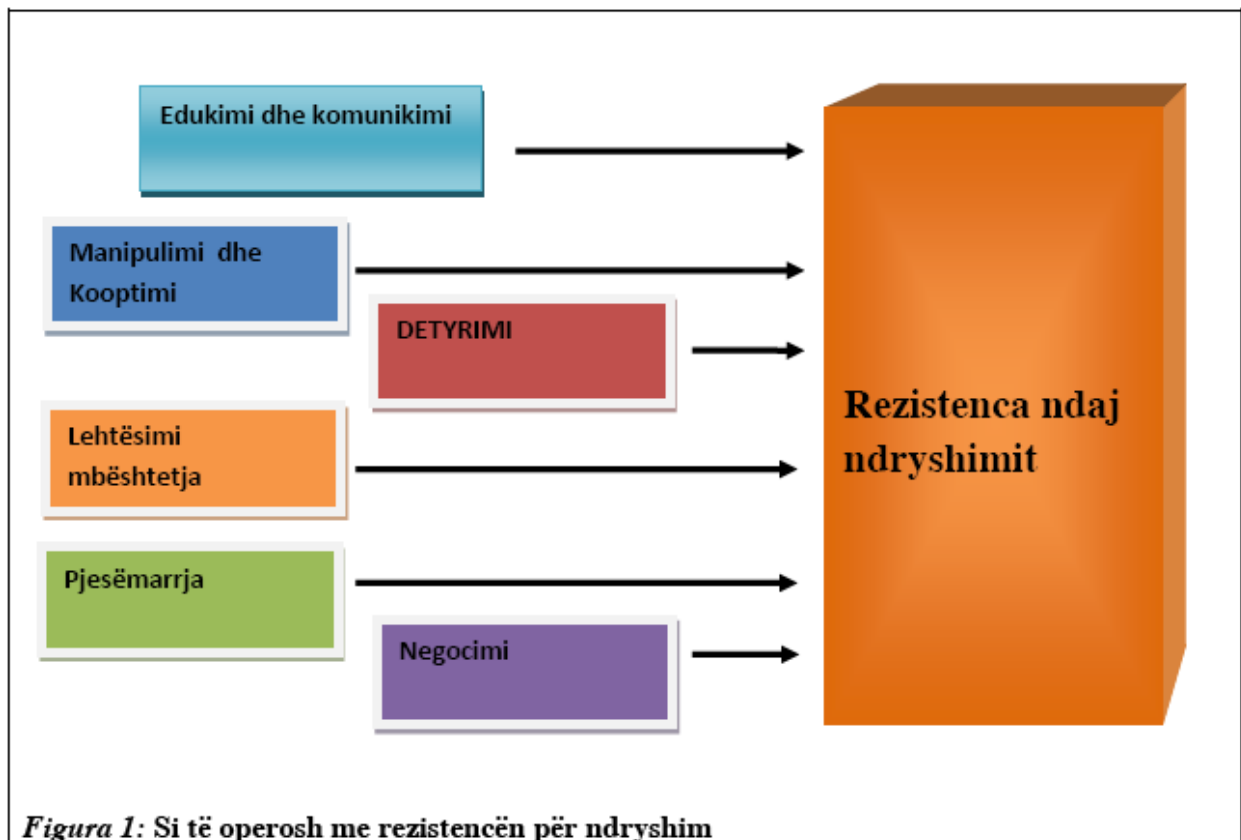 Edukimi dhe komunikimi
Manipulimi dhe
Kooptimi
DETYRIMI
Lehtësimi
mbështetja
Pjesëmarrja
Negocimi
Rezistenca ndaj
ndryshimit
Figura 1: Si të operosh me rezistencën për ndryshim